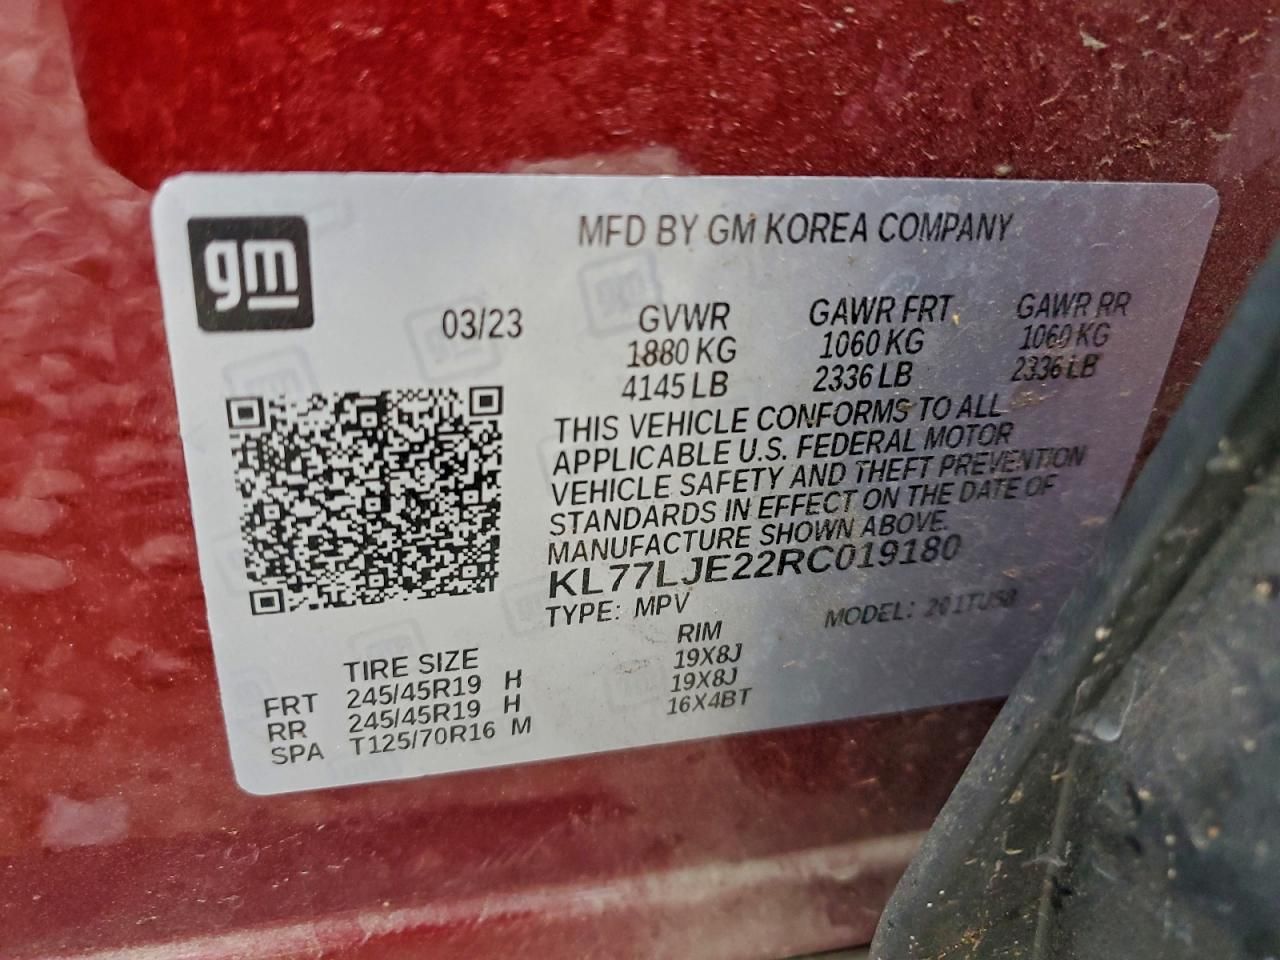 gm
MFD BY GM KOREA COMPANY
03/23
GVWR GAWR FRT GAWR RR
1880 KG 1060 KG 1060 KG
4145 LB 2336 LB 2336 LB
THIS VEHICLE CONFORMS TO ALL
APPLICABLE U.S. FEDERAL MOTOR
VEHICLE SAFETY AND THEFT PREVENTION
STANDARDS IN EFFECT ON THE DATE OF
MANUFACTURE SHOWN ABOVE.
KL77LJE22RC019180
TYPE: MPV MODEL:
TIRE SIZE RIM
FRT 245/45R19 H 19X8J
RR 245/45R19 H 19X8J
SPA T125/70R16 M 16X4BT